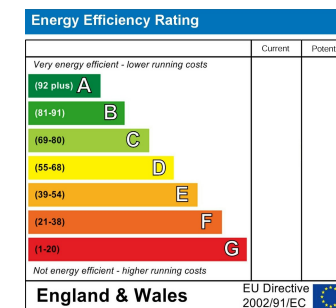 Energy Efficiency Rating
Current Potent
Very energy efficient - lower running costs
(92 plus) A
(81-91) B
(69-80) C
(55-68) D
(39-54) E
(21-38) F
(1-20) G
Not energy efficient - higher running costs
England & Wales
EU Directive
2002/91/EC